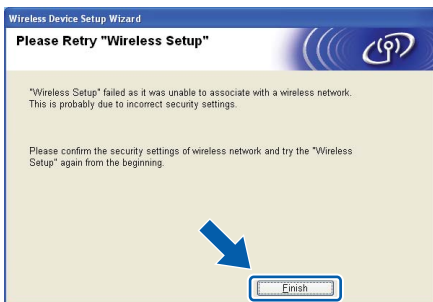 Wireless Device Setup Wizard
Please Retry "Wireless Setup"
"Wireless Setup" failed as it was unable to associate with a wireless network.
This is probably due to incorrect security settings.
Please confirm the security settings of wireless network and try the "Wireless
Setup" again from the beginning.
Finish